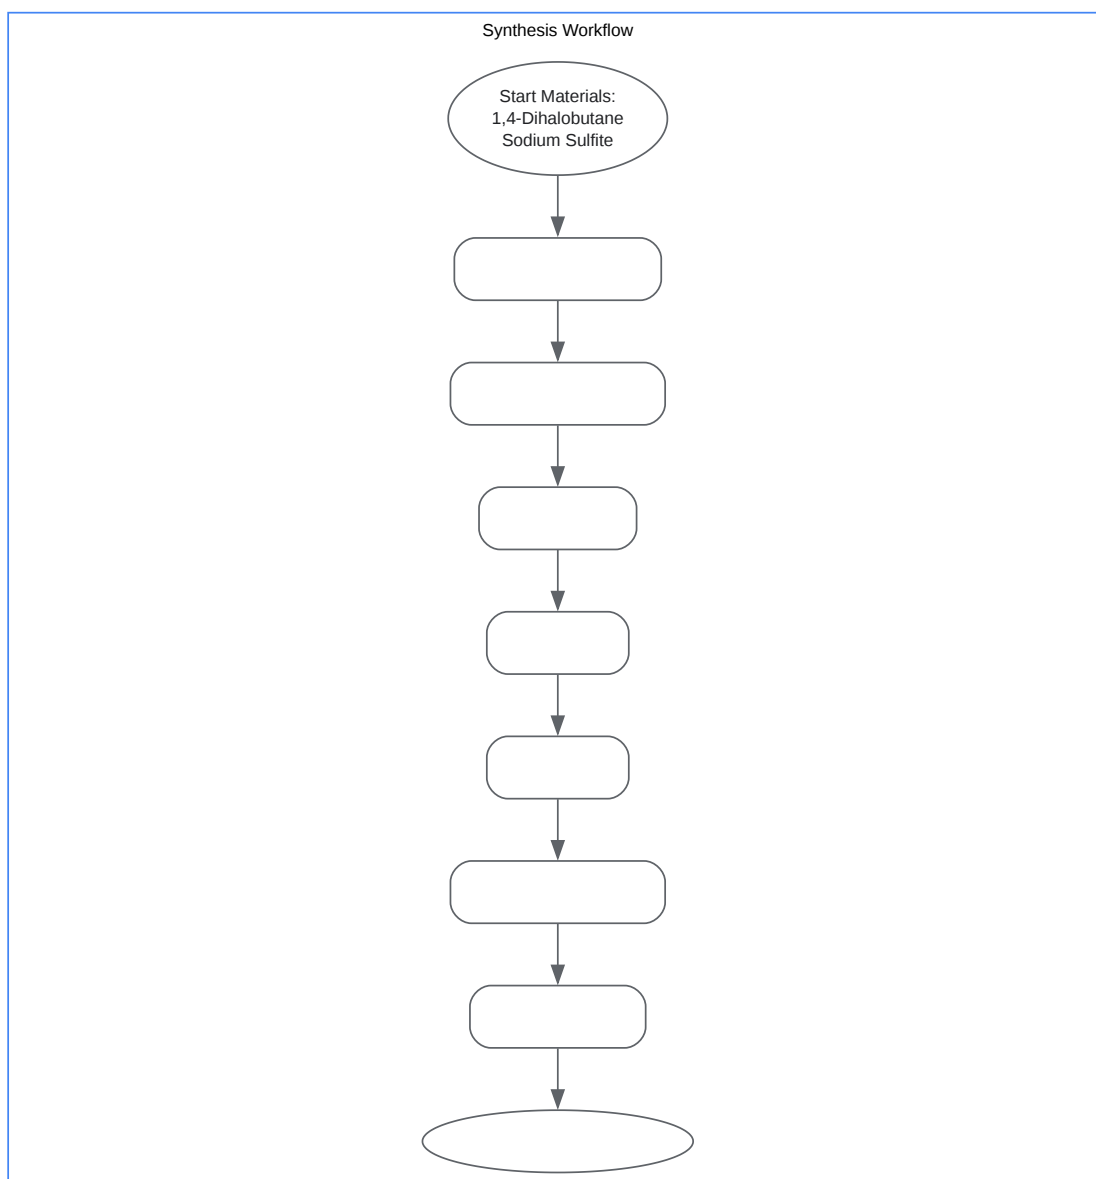 Synthesis Workflow
Start Materials:
1,4-Dihalobutane
Sodium Sulfite